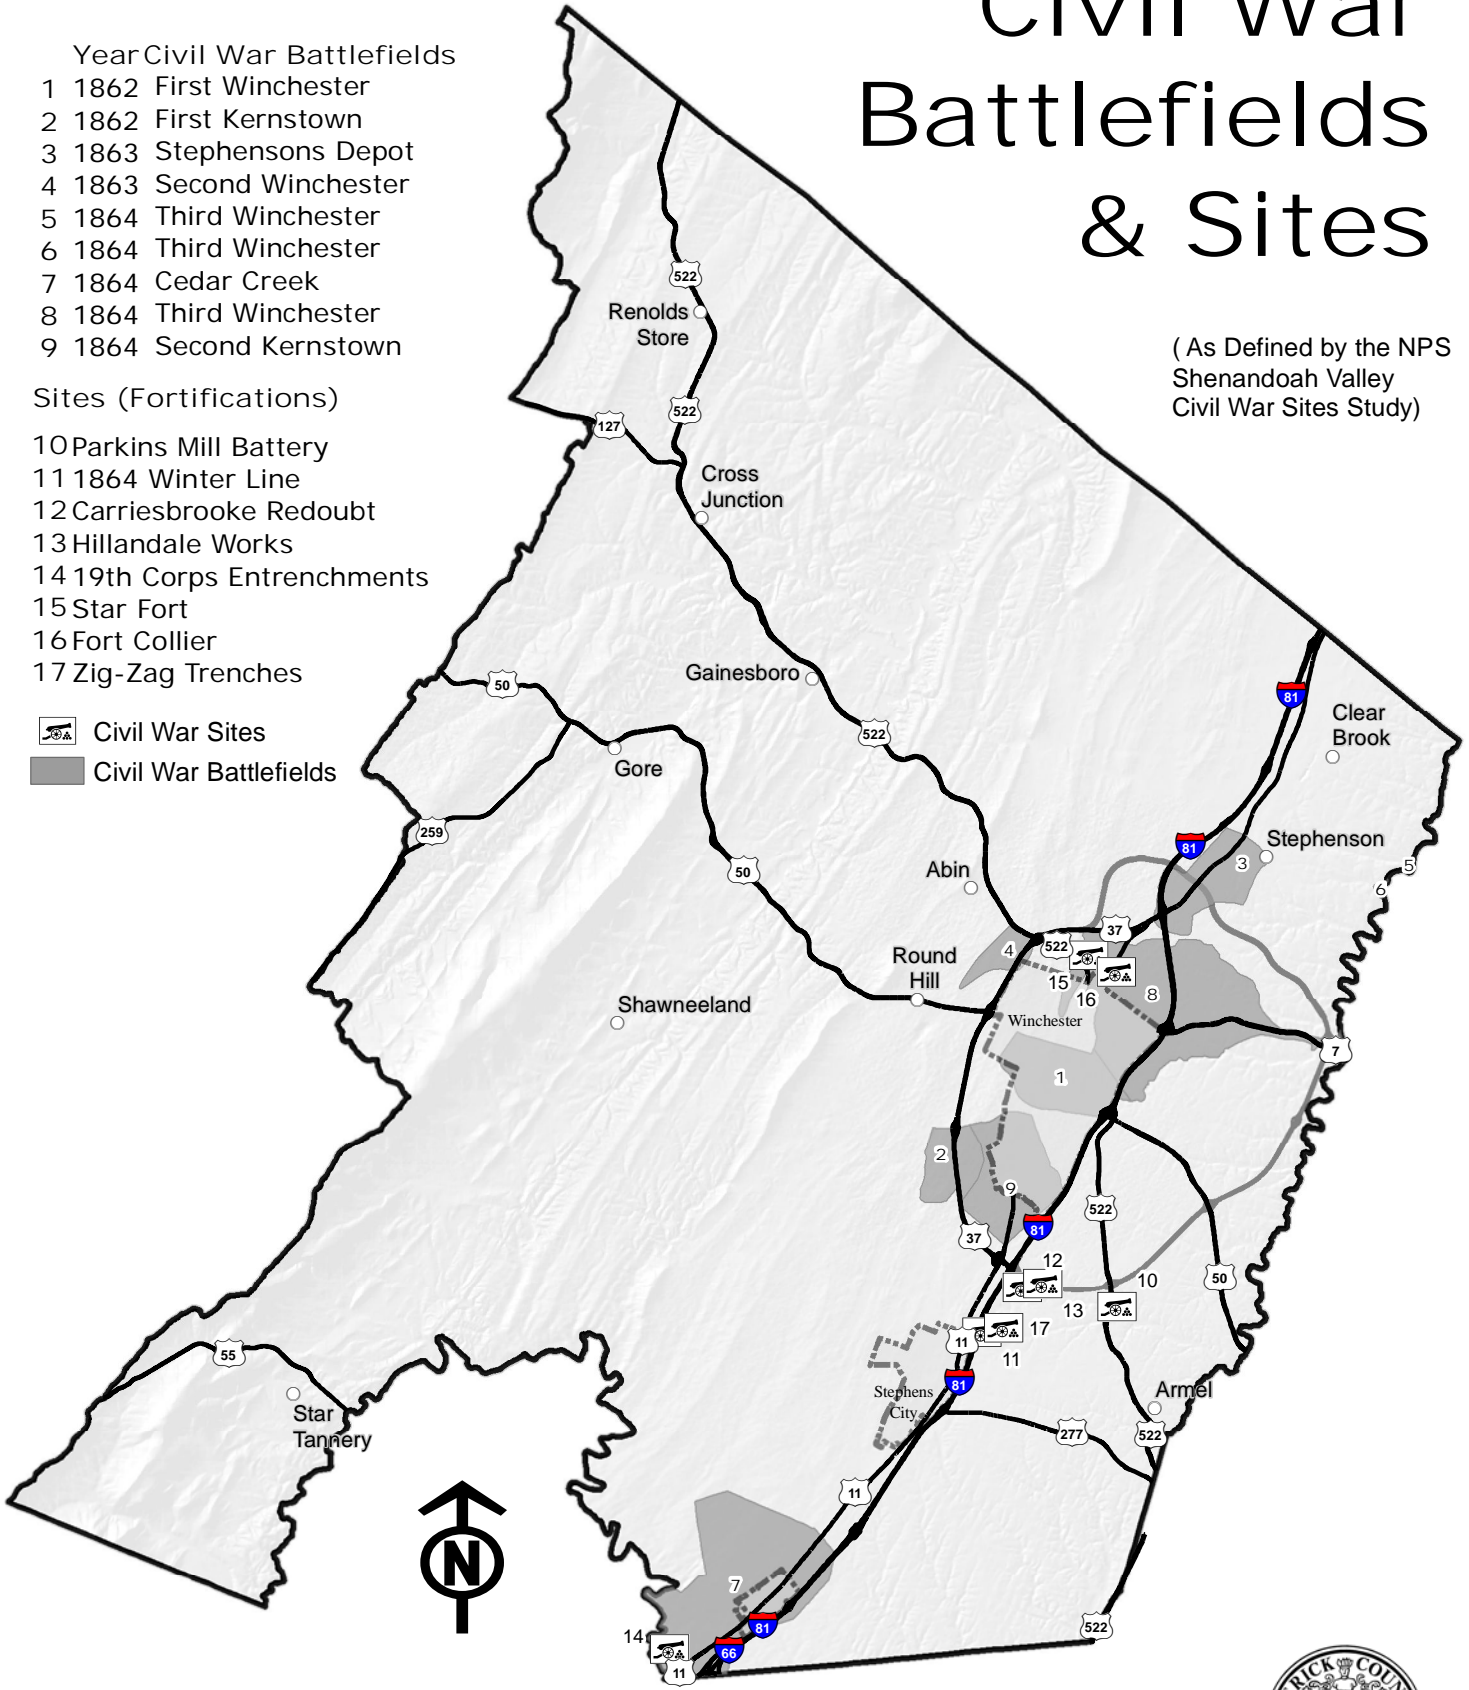 Civil War
Battlefields
& Sites
(As Defined by the NPS
Shenandoah Valley
Civil War Sites Study)
Year Civil War Battlefields
1 1862 First Winchester
2 1862 First Kernstown
3 1863 Stephensons Depot
4 1863 Second Winchester
5 1864 Third Winchester
6 1864 Third Winchester
7 1864 Cedar Creek
8 1864 Third Winchester
9 1864 Second Kernstown
Sites (Fortifications)
10 Parkins Mill Battery
11 1864 Winter Line
12 Carriesbrooke Redoubt
13 Hillandale Works
14 19th Corps Entrenchments
15 Star Fort
16 Fort Collier
17 Zig-Zag Trenches
Civil War Sites
Civil War Battlefields
522
Renolds
Store
522
127
Cross
Junction
Gainesboro
50
522
81
Clear
Brook
Gore
259
50
81
Stephenson
3
5
6
Abin
37
522
4
Round
Hill
15
16
8
Shawneeland
Winchester
7
1
2
9
522
81
37
12
10
50
13
17
11
11
55
81
Stephens
City
Armel
Star
Tannery
277
522
11
N
7
81
14
66
11
522
RICK COUN